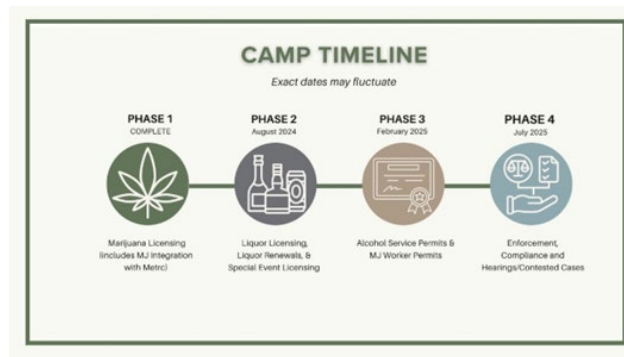 CAMP TIMELINE
Exact dates may fluctuate
PHASE 1
COMPLETE
Marijuana Licensing
(includes MJ Integration
with Metrc)
PHASE 2
August 2024
Liquor Licensing,
Liquor Renewals, &
Special Event Licensing
PHASE 3
February 2025
Alcohol Service Permits &
MJ Worker Permits
PHASE 4
July 2025
Enforcement,
Compliance and
Hearings/Contested Cases